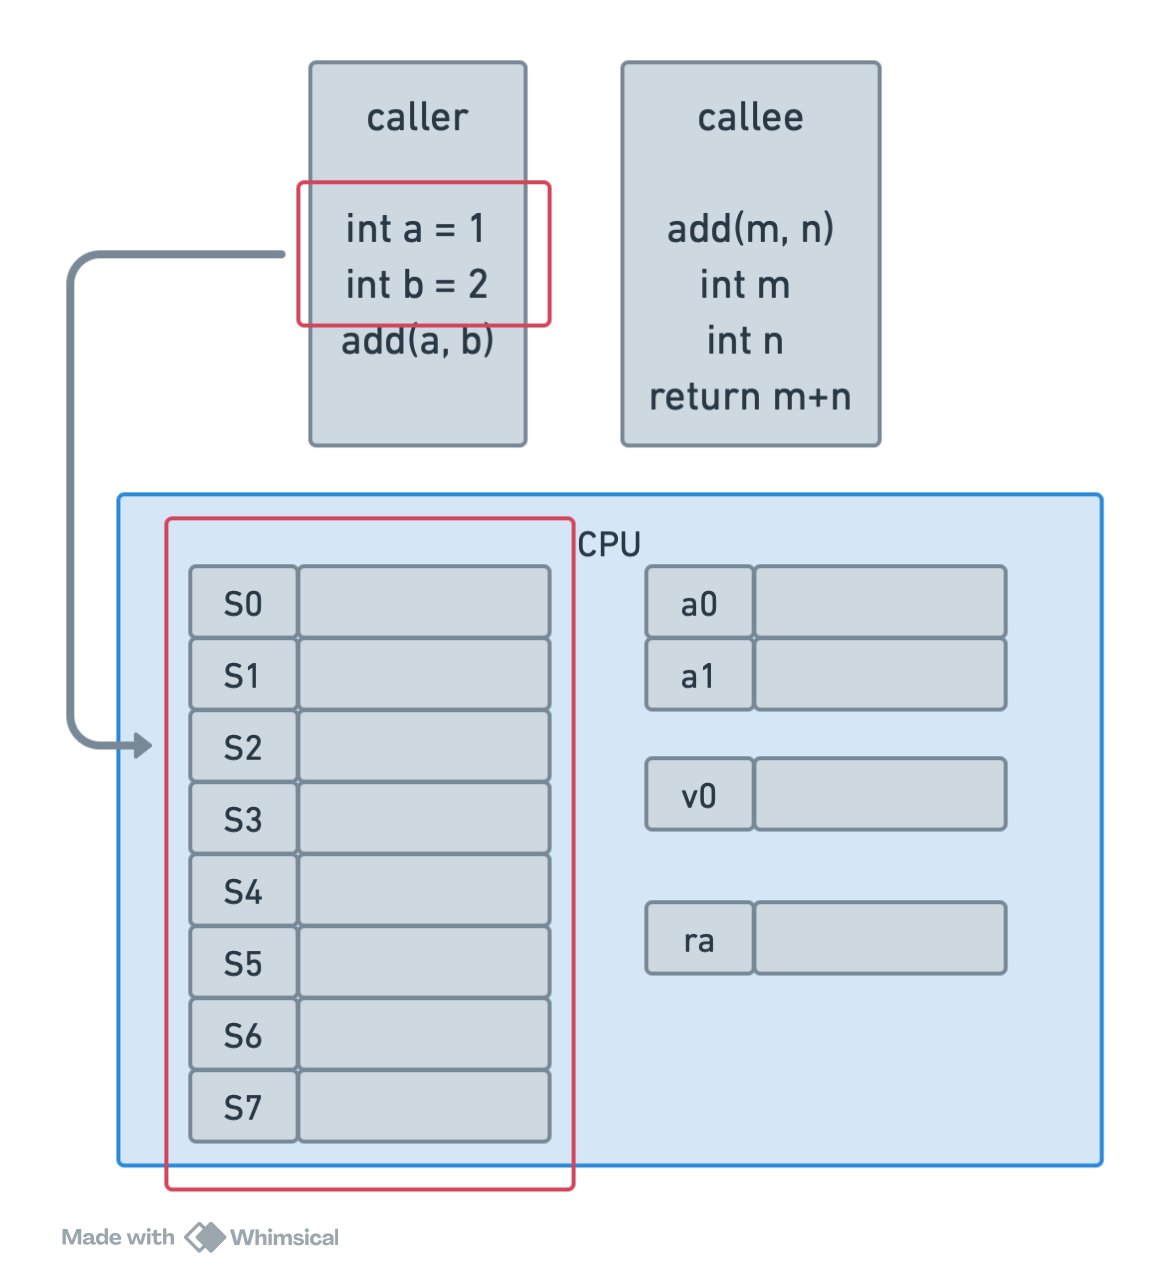 caller
int a = 1
int b = 2
add(a, b)
callee
add(m, n)
int m
int n
return m+n
CPU
S0
S1
S2
S3
S4
S5
S6
S7
a0
a1
v0
ra
Made with Whimsical